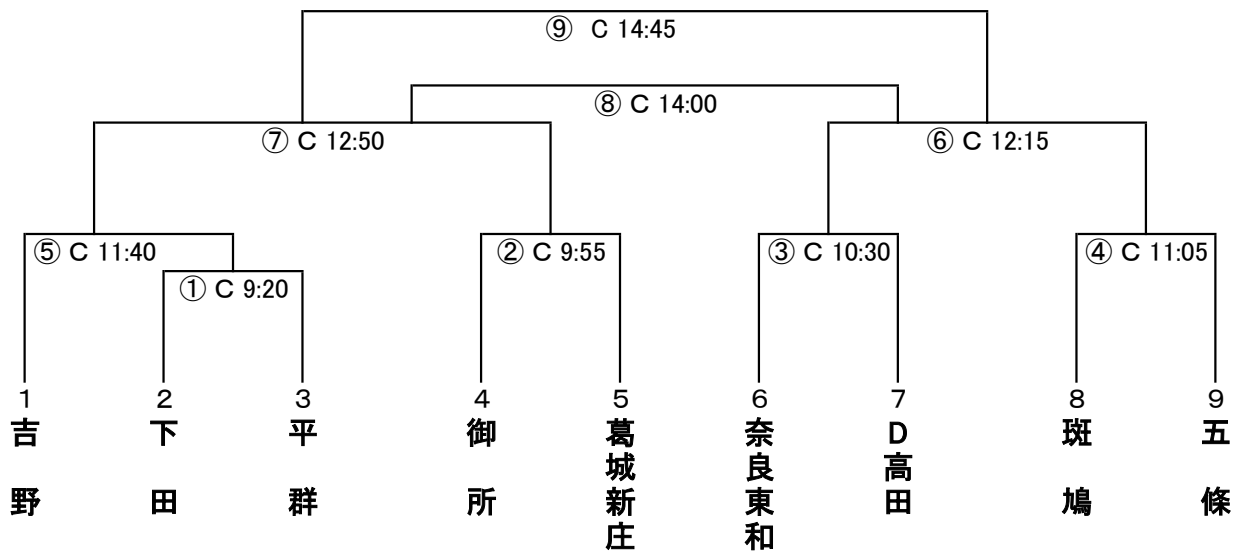 ⑨ C 14:45
⑧ C 14:00
⑦ C 12:50
⑥ C 12:15
⑤ C 11:40
② C 9:55
③ C 10:30
④ C 11:05
① C 9:20
1
吉野
2
下田
3
平群
4
御所
5
葛城新庄
6
奈良東和
7
D高田
8
斑鳩
9
五條